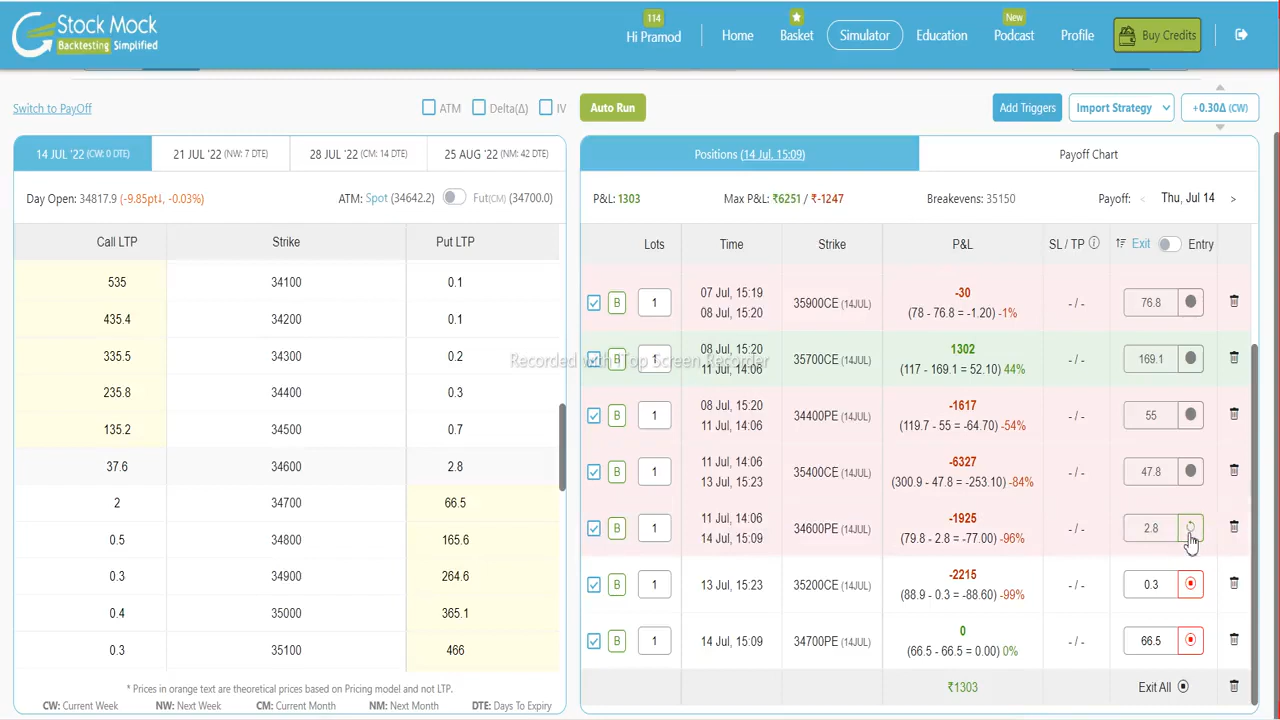 Stock Mock
Backtesting Simplified
114
Hi Pramod
Home
Basket
Simulator
Education
New
Podcast
Profile
Buy Credits
Switch to PayOff
ATM
Delta(Δ)
IV
Auto Run
Add Triggers
Import Strategy
+0.30Δ (CW)
14 JUL '22 (CW: 0 DTE)
21 JUL '22 (NW: 7 DTE)
28 JUL '22 (CM: 14 DTE)
25 AUG '22 (NM: 42 DTE)
Positions (14 Jul, 15:09)
Payoff Chart
Day Open: 34817.9 (-9.85pt↓, -0.03%)
ATM: Spot (34642.2)
Fut(CM) (34700.0)
P&L: 1303
Max P&L: ₹6251 / ₹-1247
Breakevens: 35150
Payoff: < Thu, Jul 14 >
Call LTP Strike Put LTP
535 34100 0.1
435.4 34200 0.1
335.5 34300 0.2
235.8 34400 0.3
135.2 34500 0.7
37.6 34600 2.8
2 34700 66.5
0.5 34800 165.6
0.3 34900 264.6
0.4 35000 365.1
0.3 35100 466
* Prices in orange text are theoretical prices based on Pricing model and not LTP.
CW: Current Week NW: Next Week CM: Current Month NM: Next Month DTE: Days To Expiry
Lots Time Strike P&L SL / TP Exit Entry
B 1 07 Jul, 15:19 35900CE (14JUL) -30 - / - 76.8
08 Jul, 15:20 (78 - 76.8 = -1.20) -1%
B 1 08 Jul, 15:20 35700CE (14JUL) 1302 - / - 169.1
11 Jul, 14:06 (117 - 169.1 = 52.10) 44%
B 1 08 Jul, 15:20 34400PE (14JUL) -1617 - / - 55
11 Jul, 14:06 (119.7 - 55 = -64.70) -54%
B 1 11 Jul, 14:06 35400CE (14JUL) -6327 - / - 47.8
13 Jul, 15:23 (300.9 - 47.8 = -253.10) -84%
B 1 11 Jul, 14:06 34600PE (14JUL) -1925 - / - 2.8
14 Jul, 15:09 (79.8 - 2.8 = -77.00) -96%
B 1 13 Jul, 15:23 35200CE (14JUL) -2215 - / - 0.3
(88.9 - 0.3 = -88.60) -99%
B 1 14 Jul, 15:09 34700PE (14JUL) 0 - / - 66.5
(66.5 - 66.5 = 0.00) 0%
₹1303 Exit All
Recorded with iTop Screen Recorder